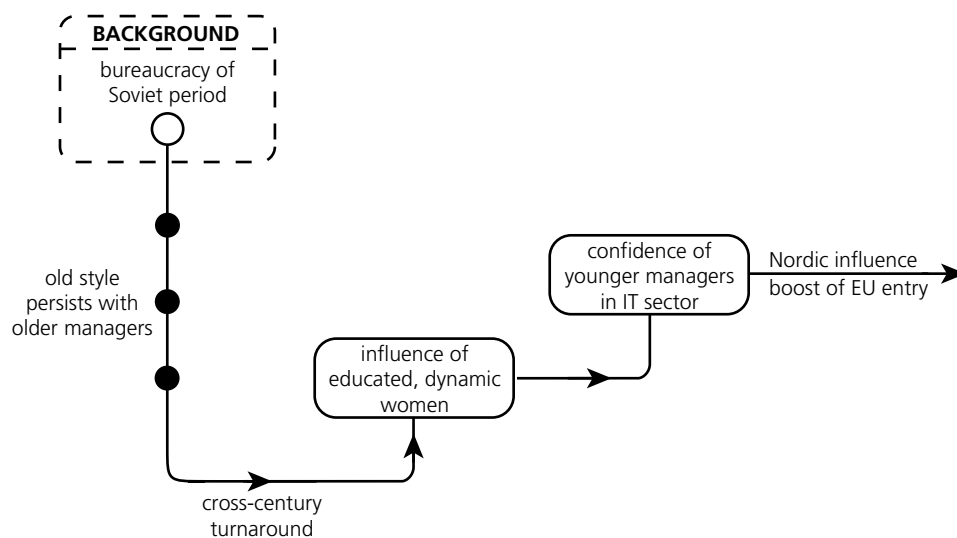 BACKGROUND
bureaucracy of
Soviet period
old style
persists with
older managers
cross-century
turnaround
influence of
educated, dynamic
women
confidence of
younger managers
in IT sector
Nordic influence
boost of EU entry